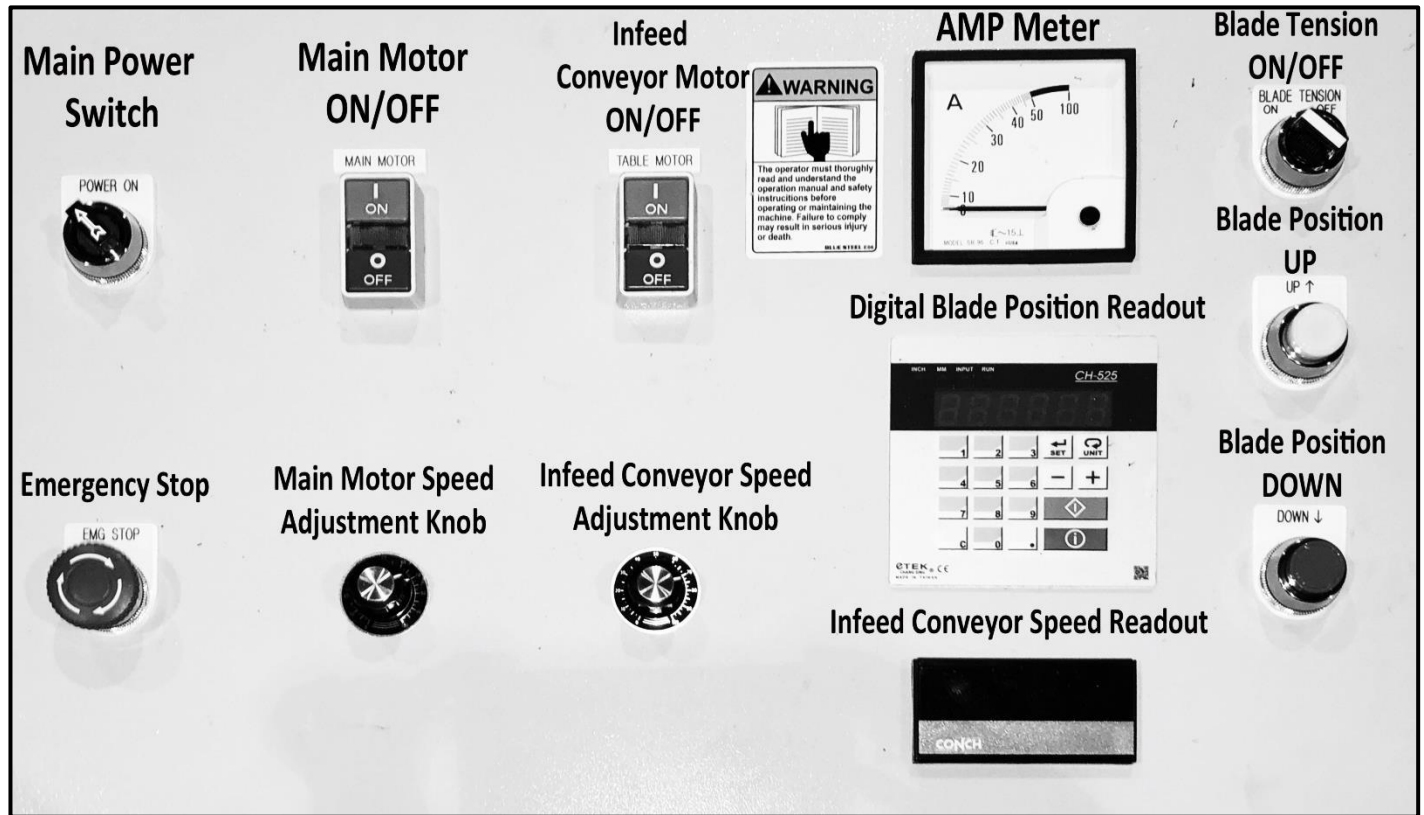 Main Power
Switch
POWER ON
Main Motor
ON/OFF
MAIN MOTOR
I
ON
O
OFF
Infeed
Conveyor Motor
ON/OFF
TABLE MOTOR
I
ON
O
OFF
WARNING
The operator must thoroughly
read and understand the
operation manual and safety
instrucitions before
operating or maintaining the
machine. Failure to comply
may result in serious injury
or death.
AMP Meter
A
0
10
20
30
40
50
100
Blade Tension
ON/OFF
BLADE TENSION
ON OFF
Blade Position
UP
UP ↑
Digital Blade Position Readout
INCH MM INPUT RUN
CH-525
1 2 3 SET UNIT
4 5 6 − +
7 8 9
C 0 .
ETEK CE
MADE IN TAIWAN
Blade Position
DOWN
DOWN ↓
Emergency Stop
EMG STOP
Main Motor Speed
Adjustment Knob
Infeed Conveyor Speed
Adjustment Knob
Infeed Conveyor Speed Readout
CONCH